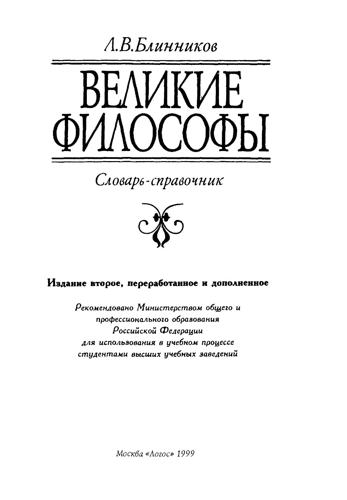 Л.В.Блинников
ВЕЛИКИЕ
ФИЛОСОФЫ
Словарь-справочник
Издание второе, переработанное и дополненное
Рекомендовано Министерством общего и
профессионального образования
Российской Федерации
для использования в учебном процессе
студентами высших учебных заведений
Москва «Логос» 1999